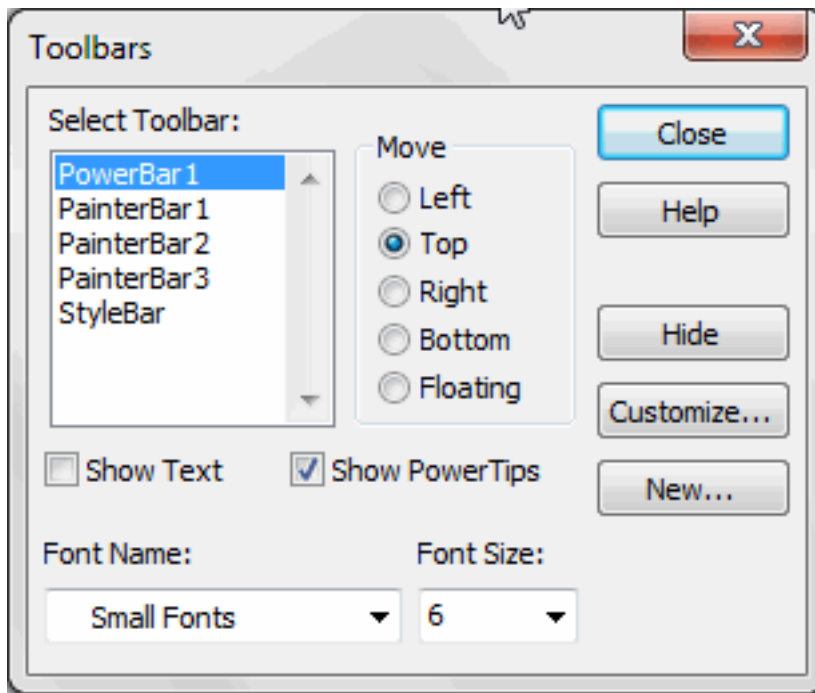 Toolbars
Select Toolbar:
PowerBar1
PainterBar1
PainterBar2
PainterBar3
StyleBar
Move
Left
Top
Right
Bottom
Floating
Close
Help
Hide
Customize...
New...
Show Text
Show PowerTips
Font Name:
Font Size:
Small Fonts
6